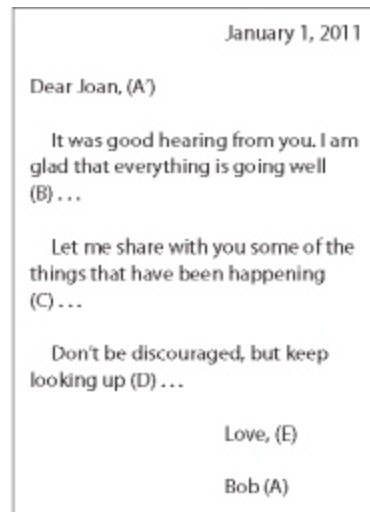 January 1, 2011
Dear Joan, (A')
It was good hearing from you. I am
glad that everything is going well
(B) . . .
Let me share with you some of the
things that have been happening
(C) . . .
Don't be discouraged, but keep
looking up (D) . . .
Love, (E)
Bob (A)